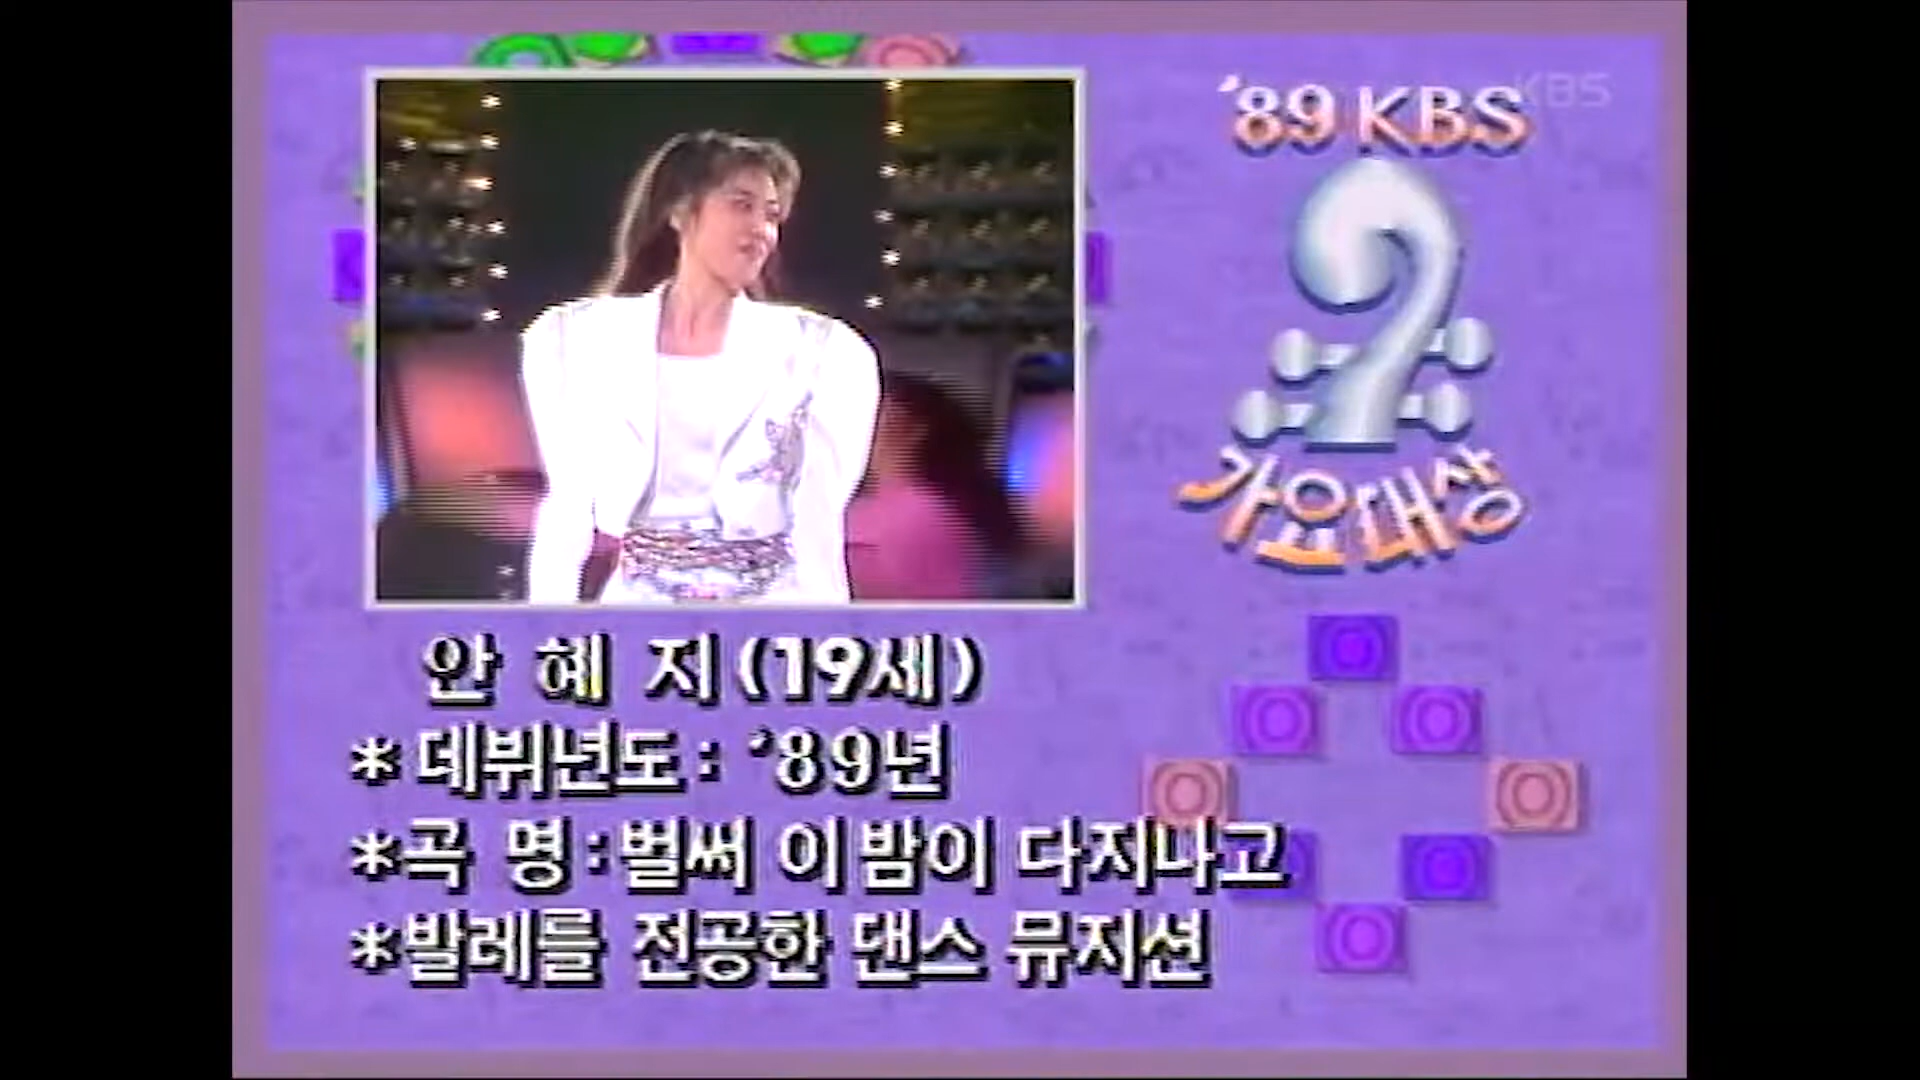 '89 KBS
KBS
가요대상
안 혜 지(19세)
*데뷔년도: '89년
*곡 명:벌써 이밤이 다지나고
*발레를 전공한 댄스 뮤지션